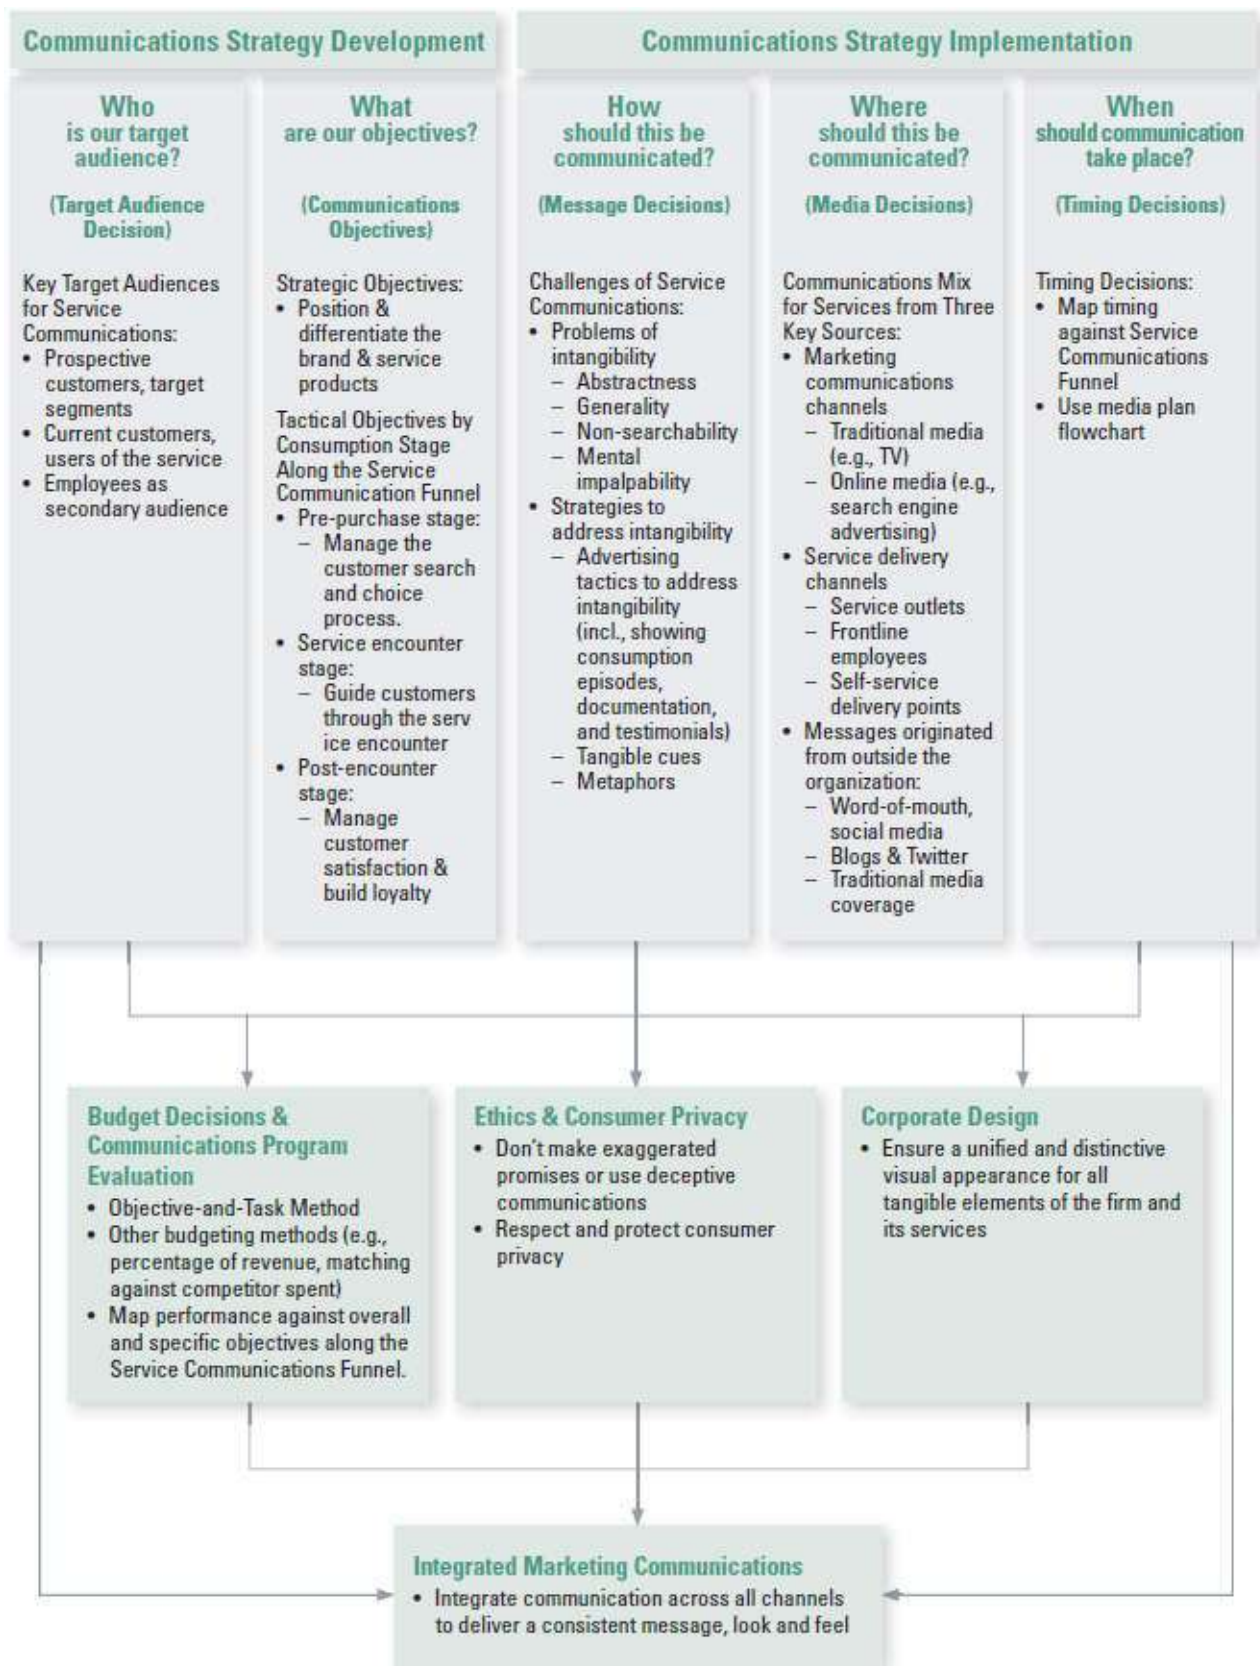 Communications Strategy Development
Communications Strategy Implementation
Who
is our target
audience?
(Target Audience
Decision)
Key Target Audiences
for Service
Communications:
• Prospective
customers, target
segments
• Current customers,
users of the service
• Employees as
secondary audience
What
are our objectives?
(Communications
Objectives)
Strategic Objectives:
• Position &
differentiate the
brand & service
products
Tactical Objectives by
Consumption Stage
Along the Service
Communication Funnel
• Pre-purchase stage:
– Manage the
customer search
and choice
process.
• Service encounter
stage:
– Guide customers
through the serv
ice encounter
• Post-encounter
stage:
– Manage
customer
satisfaction &
build loyalty
How
should this be
communicated?
(Message Decisions)
Challenges of Service
Communications:
• Problems of
intangibility
– Abstractness
– Generality
– Non-searchability
– Mental
impalpability
• Strategies to
address intangibility
– Advertising
tactics to address
intangibility
(incl., showing
consumption
episodes,
documentation,
and testimonials)
– Tangible cues
– Metaphors
Where
should this be
communicated?
(Media Decisions)
Communications Mix
for Services from Three
Key Sources:
• Marketing
communications
channels
– Traditional media
(e.g., TV)
– Online media (e.g.,
search engine
advertising)
• Service delivery
channels
– Service outlets
– Frontline
employees
– Self-service
delivery points
• Messages originated
from outside the
organization:
– Word-of-mouth,
social media
– Blogs & Twitter
– Traditional media
coverage
When
should communication
take place?
(Timing Decisions)
Timing Decisions:
• Map timing
against Service
Communications
Funnel
• Use media plan
flowchart
Budget Decisions &
Communications Program
Evaluation
• Objective-and-Task Method
• Other budgeting methods (e.g.,
percentage of revenue, matching
against competitor spent)
• Map performance against overall
and specific objectives along the
Service Communications Funnel.
Ethics & Consumer Privacy
• Don't make exaggerated
promises or use deceptive
communications
• Respect and protect consumer
privacy
Corporate Design
• Ensure a unified and distinctive
visual appearance for all
tangible elements of the firm and
its services
Integrated Marketing Communications
• Integrate communication across all channels
to deliver a consistent message, look and feel